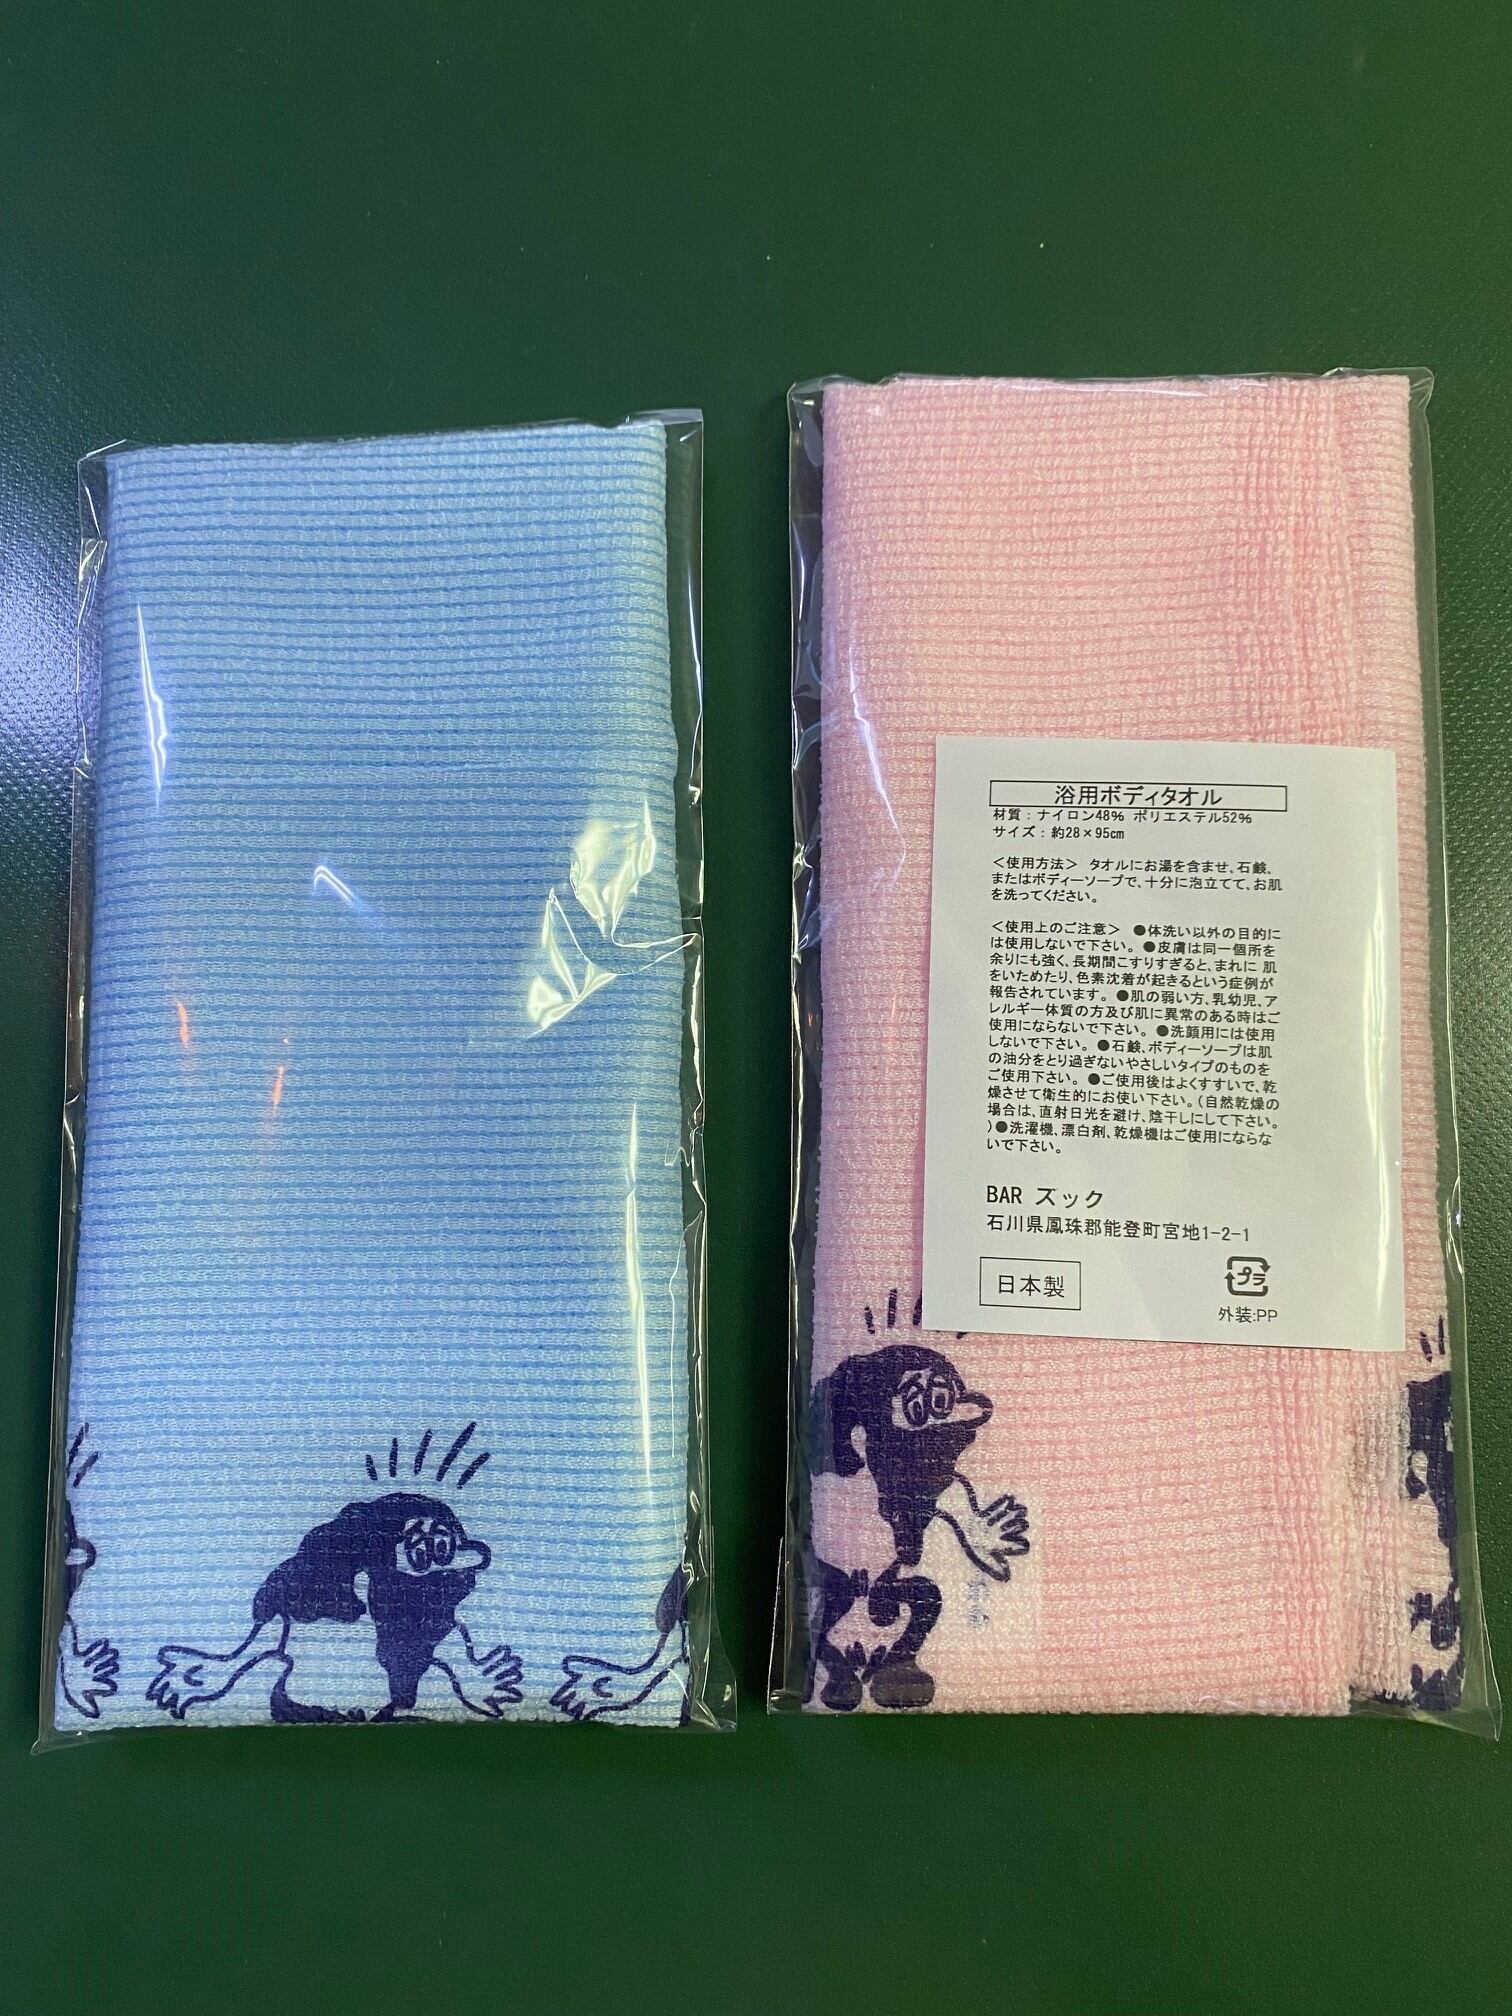 浴用ボディタオル
材質：ナイロン48% ポリエステル52%
サイズ：約28×95cm
＜使用方法＞ タオルにお湯を含ませ、石鹸、
またはボディーソープで、十分に泡立てて、お肌
を洗ってください。
＜使用上のご注意＞ ●体洗い以外の目的に
は使用しないで下さい。●皮膚は同一個所を
余りにも強く、長期間こすりすぎると、まれに 肌
をいためたり、色素沈着が起きるという症例が
報告されています。●肌の弱い方、乳幼児、ア
レルギー体質の方及び肌に異常のある時はご
使用にならないで下さい。●洗顔用には使用
しないで下さい。●石鹸、ボディーソープは肌
の油分をとり過ぎないやさしいタイプのものを
ご使用下さい。●ご使用後はよくすすいで、乾
燥させて衛生的にお使い下さい。（自然乾燥の
場合は、直射日光を避け、陰干しにして下さい。
）●洗濯機、漂白剤、乾燥機はご使用にならな
いで下さい。
BAR ズック
石川県鳳珠郡能登町宮地1-2-1
日本製
プラ
外装:PP